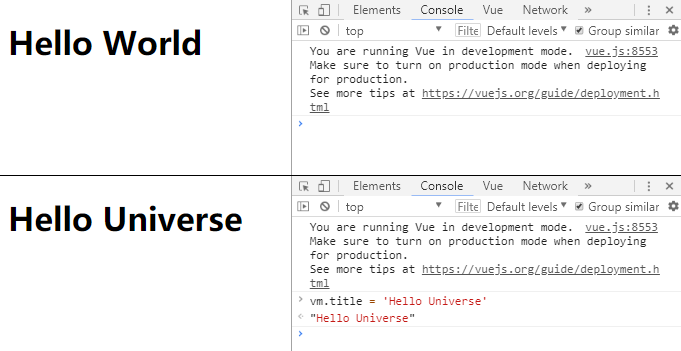 Hello World
Elements Console Vue Network »
top Filte Default levels Group similar
You are running Vue in development mode. vue.js:8553
Make sure to turn on production mode when deploying
for production.
See more tips at https://vuejs.org/guide/deployment.h
tml
>
Hello Universe
Elements Console Vue Network »
top Filte Default levels Group similar
You are running Vue in development mode. vue.js:8553
Make sure to turn on production mode when deploying
for production.
See more tips at https://vuejs.org/guide/deployment.h
tml
> vm.title = 'Hello Universe'
"Hello Universe"
>